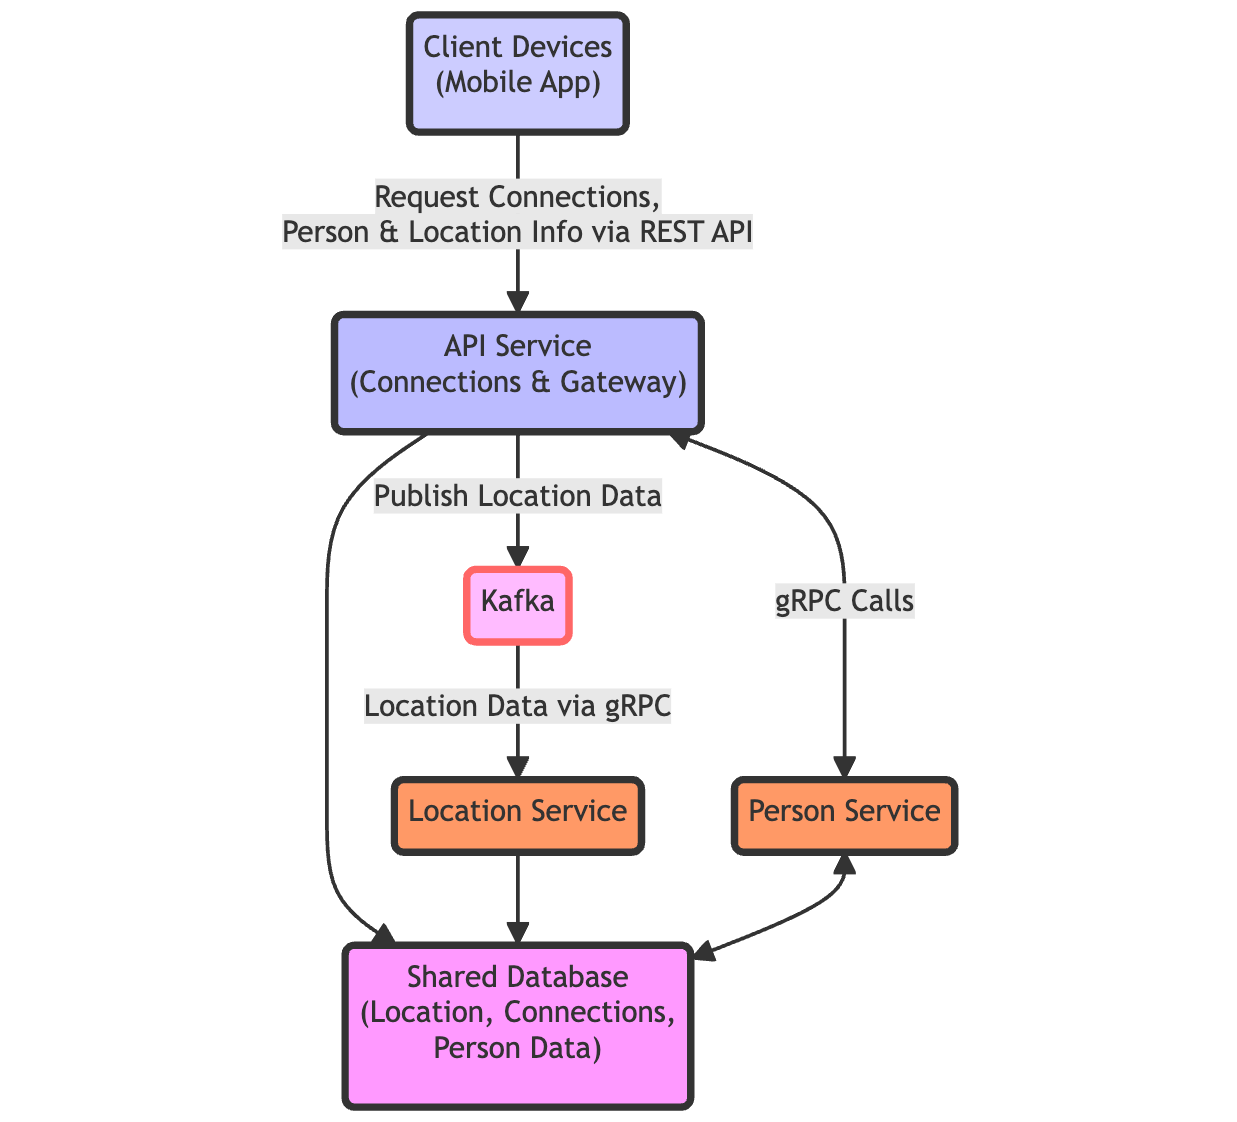 Client Devices
(Mobile App)
Request Connections,
Person & Location Info via REST API
API Service
(Connections & Gateway)
Publish Location Data
Kafka
gRPC Calls
Location Data via gRPC
Location Service
Person Service
Shared Database
(Location, Connections,
Person Data)